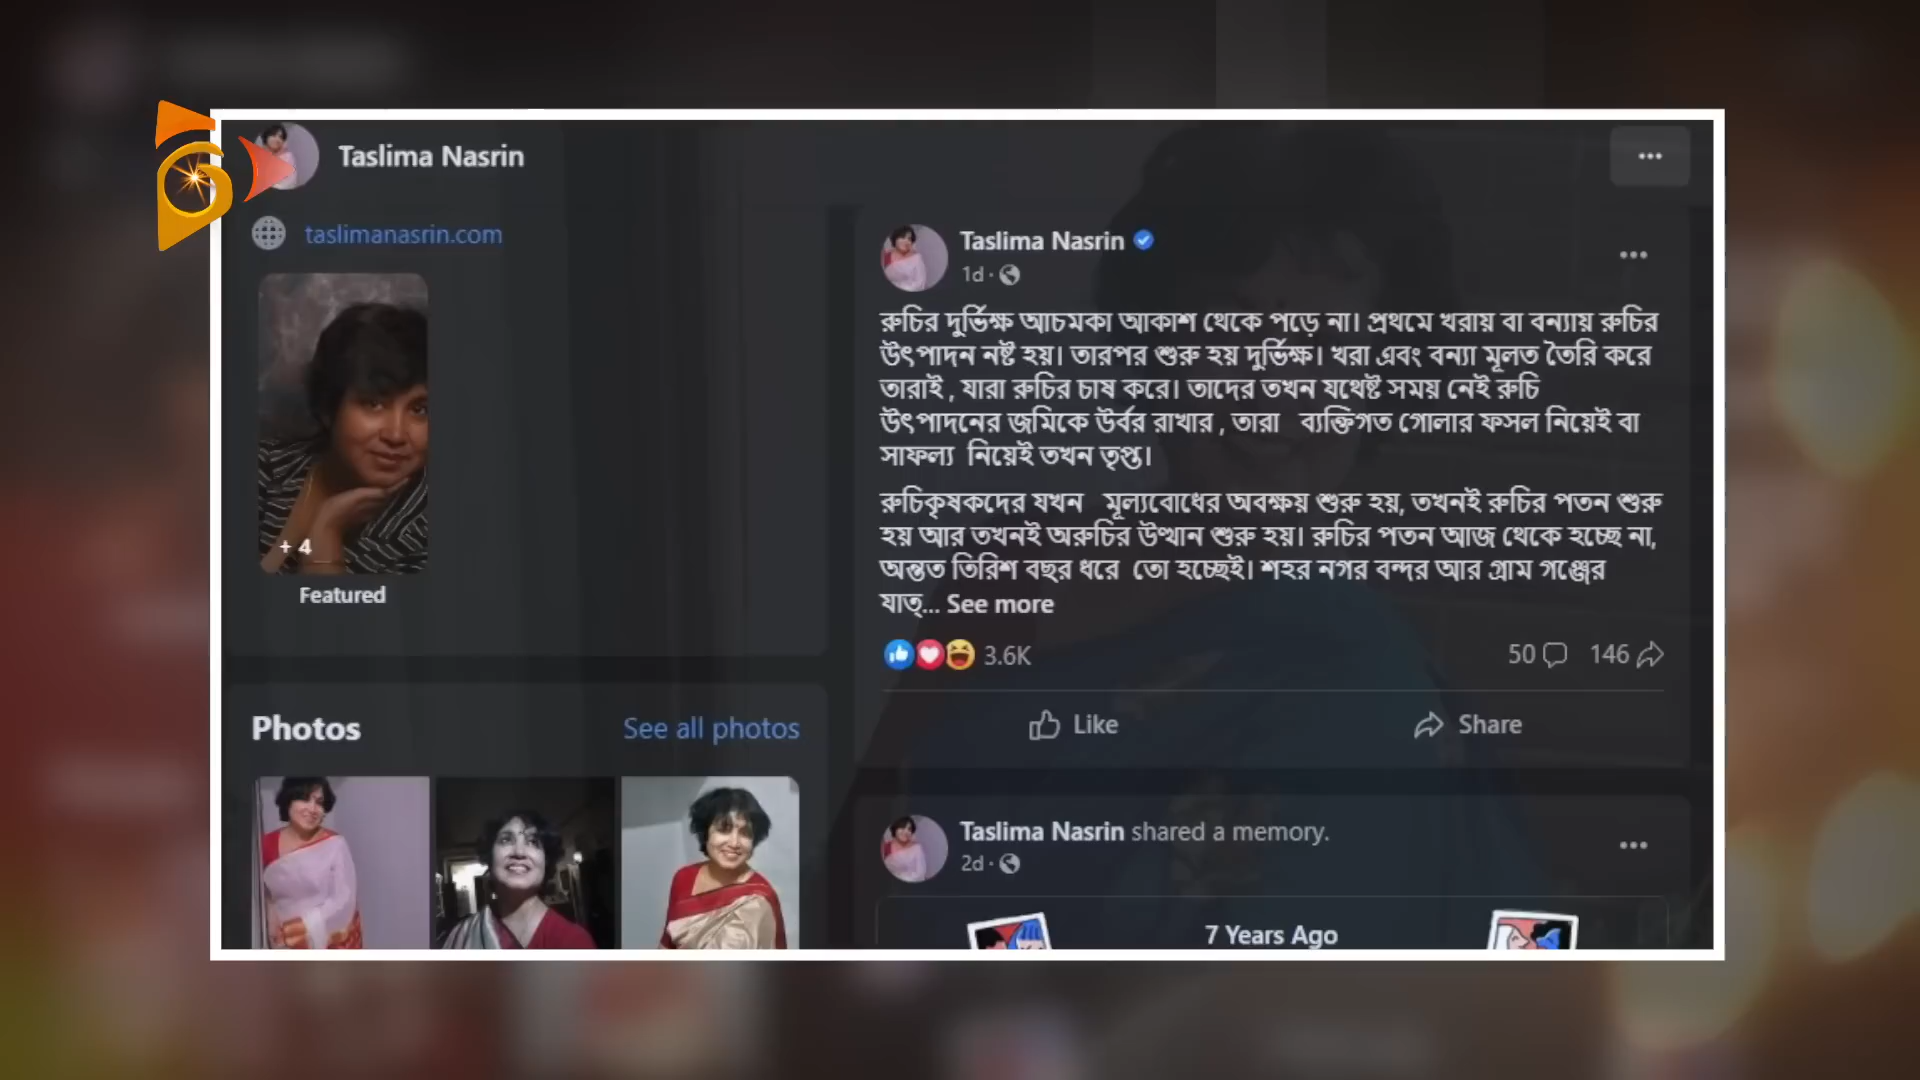 Taslima Nasrin
taslimanasrin.com
+ 4
Featured
Photos
See all photos
Taslima Nasrin
1d
রুচির দুর্ভিক্ষ আচমকা আকাশ থেকে পড়ে না। প্রথমে খরায় বা বন্যায় রুচির
উৎপাদন নষ্ট হয়। তারপর শুরু হয় দুর্ভিক্ষ। খরা এবং বন্যা মূলত তৈরি করে
তারাই , যারা রুচির চাষ করে। তাদের তখন যথেষ্ট সময় নেই রুচি
উৎপাদনের জমিকে উর্বর রাখার , তারা ব্যক্তিগত গোলার ফসল নিয়েই বা
সাফল্য নিয়েই তখন তৃপ্ত।
রুচিকৃষকদের যখন মূল্যবোধের অবক্ষয় শুরু হয়, তখনই রুচির পতন শুরু
হয় আর তখনই অরুচির উত্থান শুরু হয়। রুচির পতন আজ থেকে হচ্ছে না,
অন্তত তিরিশ বছর ধরে তো হচ্ছেই। শহর নগর বন্দর আর গ্রাম গঞ্জের
যাত্... See more
3.6K 50 146
Like Share
Taslima Nasrin shared a memory.
2d
7 Years Ago